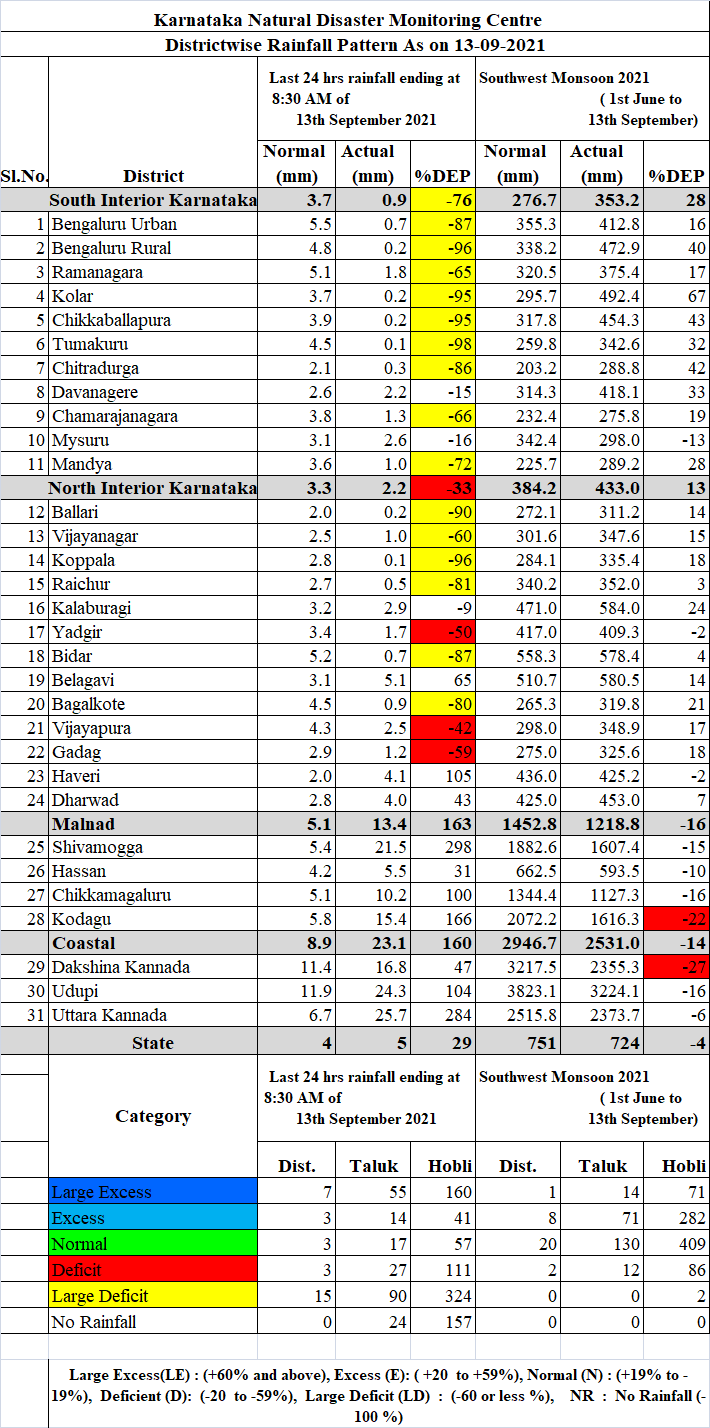 Karnataka Natural Disaster Monitoring Centre
Districtwise Rainfall Pattern As on 13-09-2021
Last 24 hrs rainfall ending at Southwest Monsoon 2021
8:30 AM of ( 1st June to
13th September 2021 13th September)
Normal Actual Normal Actual
Sl.No. District (mm) (mm) %DEP (mm) (mm) %DEP
South Interior Karnataka 3.7 0.9 -76 276.7 353.2 28
1 Bengaluru Urban 5.5 0.7 -87 355.3 412.8 16
2 Bengaluru Rural 4.8 0.2 -96 338.2 472.9 40
3 Ramanagara 5.1 1.8 -65 320.5 375.4 17
4 Kolar 3.7 0.2 -95 295.7 492.4 67
5 Chikkaballapura 3.9 0.2 -95 317.8 454.3 43
6 Tumakuru 4.5 0.1 -98 259.8 342.6 32
7 Chitradurga 2.1 0.3 -86 203.2 288.8 42
8 Davanagere 2.6 2.2 -15 314.3 418.1 33
9 Chamarajanagara 3.8 1.3 -66 232.4 275.8 19
10 Mysuru 3.1 2.6 -16 342.4 298.0 -13
11 Mandya 3.6 1.0 -72 225.7 289.2 28
North Interior Karnataka 3.3 2.2 -33 384.2 433.0 13
12 Ballari 2.0 0.2 -90 272.1 311.2 14
13 Vijayanagar 2.5 1.0 -60 301.6 347.6 15
14 Koppala 2.8 0.1 -96 284.1 335.4 18
15 Raichur 2.7 0.5 -81 340.2 352.0 3
16 Kalaburagi 3.2 2.9 -9 471.0 584.0 24
17 Yadgir 3.4 1.7 -50 417.0 409.3 -2
18 Bidar 5.2 0.7 -87 558.3 578.4 4
19 Belagavi 3.1 5.1 65 510.7 580.5 14
20 Bagalkote 4.5 0.9 -80 265.3 319.8 21
21 Vijayapura 4.3 2.5 -42 298.0 348.9 17
22 Gadag 2.9 1.2 -59 275.0 325.6 18
23 Haveri 2.0 4.1 105 436.0 425.2 -2
24 Dharwad 2.8 4.0 43 425.0 453.0 7
Malnad 5.1 13.4 163 1452.8 1218.8 -16
25 Shivamogga 5.4 21.5 298 1882.6 1607.4 -15
26 Hassan 4.2 5.5 31 662.5 593.5 -10
27 Chikkamagaluru 5.1 10.2 100 1344.4 1127.3 -16
28 Kodagu 5.8 15.4 166 2072.2 1616.3 -22
Coastal 8.9 23.1 160 2946.7 2531.0 -14
29 Dakshina Kannada 11.4 16.8 47 3217.5 2355.3 -27
30 Udupi 11.9 24.3 104 3823.1 3224.1 -16
31 Uttara Kannada 6.7 25.7 284 2515.8 2373.7 -6
State 4 5 29 751 724 -4
Last 24 hrs rainfall ending at Southwest Monsoon 2021
8:30 AM of ( 1st June to
Category 13th September 2021 13th September)
Dist. Taluk Hobli Dist. Taluk Hobli
Large Excess 7 55 160 1 14 71
Excess 3 14 41 8 71 282
Normal 3 17 57 20 130 409
Deficit 3 27 111 2 12 86
Large Deficit 15 90 324 0 0 2
No Rainfall 0 24 157 0 0 0
Large Excess(LE) : (+60% and above), Excess (E): ( +20 to +59%), Normal (N) : (+19% to -
19%), Deficient (D): (-20 to -59%), Large Deficit (LD) : (-60 or less %), NR : No Rainfall (-
100 %)